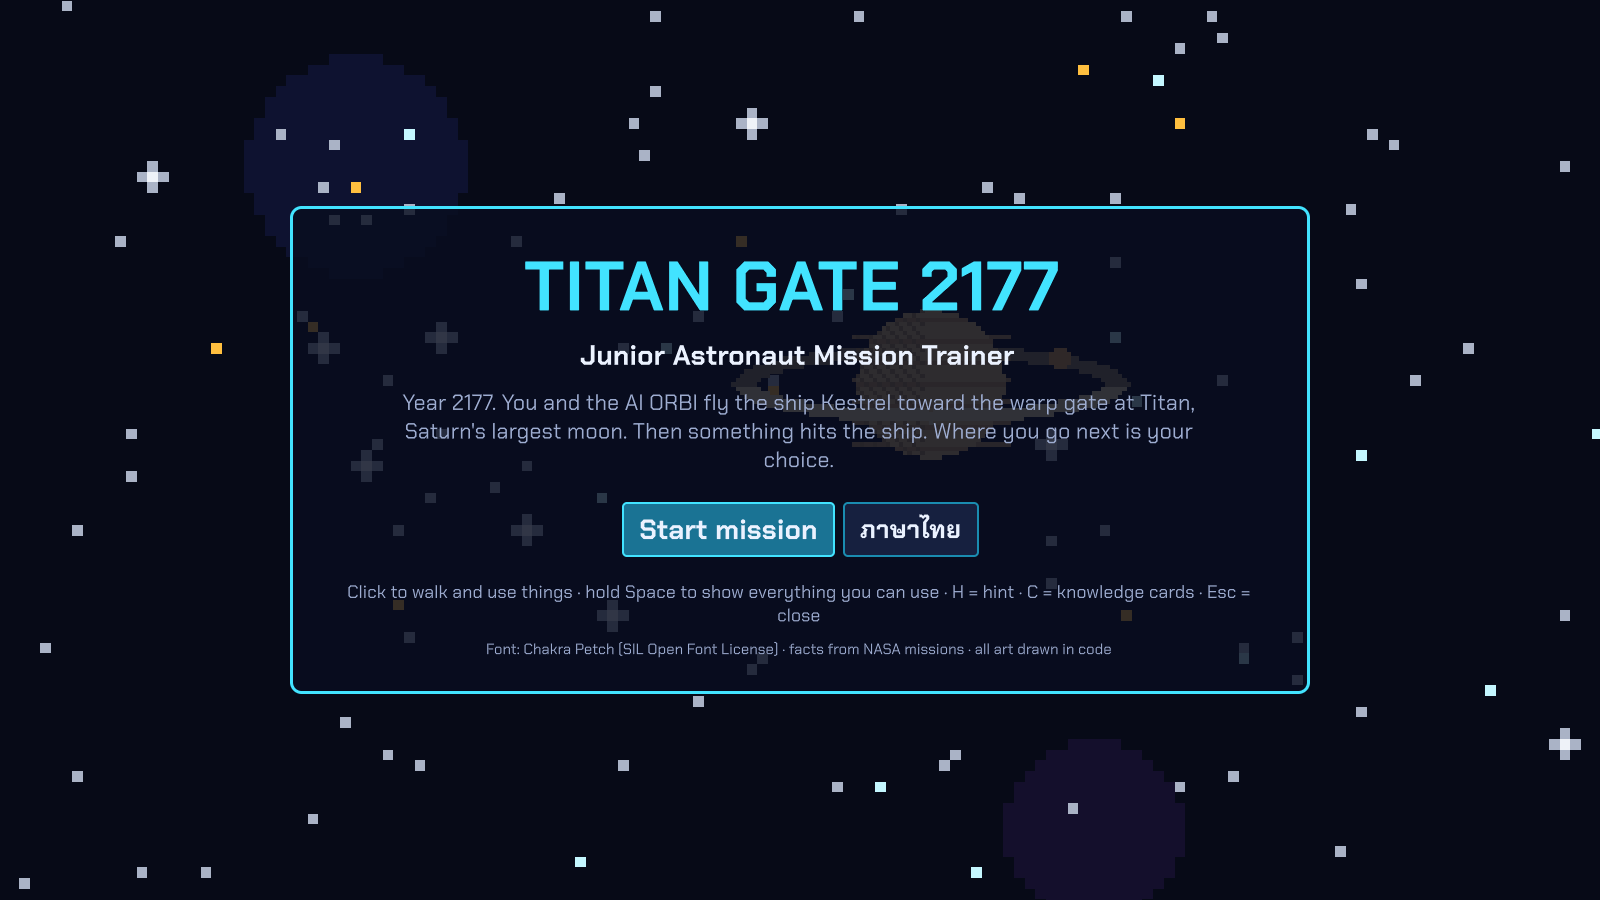 TITAN GATE 2177
Junior Astronaut Mission Trainer
Year 2177. You and the AI ORBI fly the ship Kestrel toward the warp gate at Titan,
Saturn's largest moon. Then something hits the ship. Where you go next is your
choice.
Start mission
ภาษาไทย
Click to walk and use things · hold Space to show everything you can use · H = hint · C = knowledge cards · Esc =
close
Font: Chakra Petch (SIL Open Font License) · facts from NASA missions · all art drawn in code